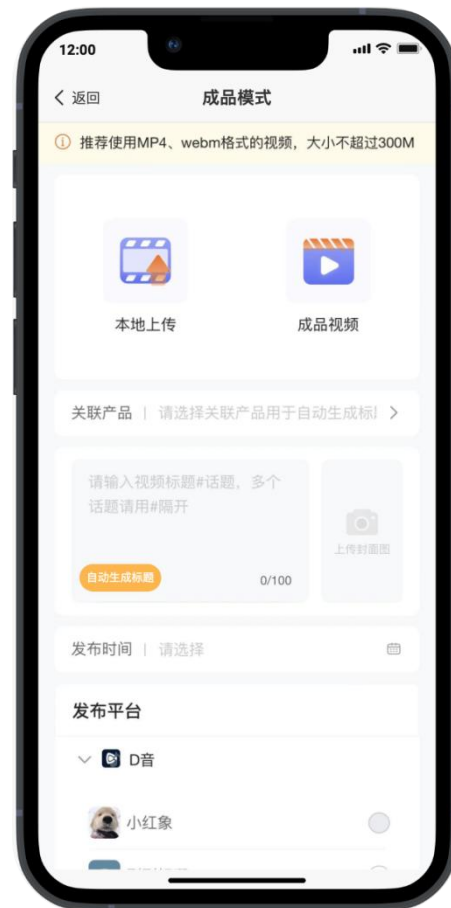 12:00
返回
成品模式
推荐使用MP4、webm格式的视频，大小不超过300M
本地上传
成品视频
关联产品 | 请选择关联产品用于自动生成标
请输入视频标题#话题，多个
话题请用#隔开
上传封面图
自动生成标题
0/100
发布时间 | 请选择
发布平台
D音
小红象